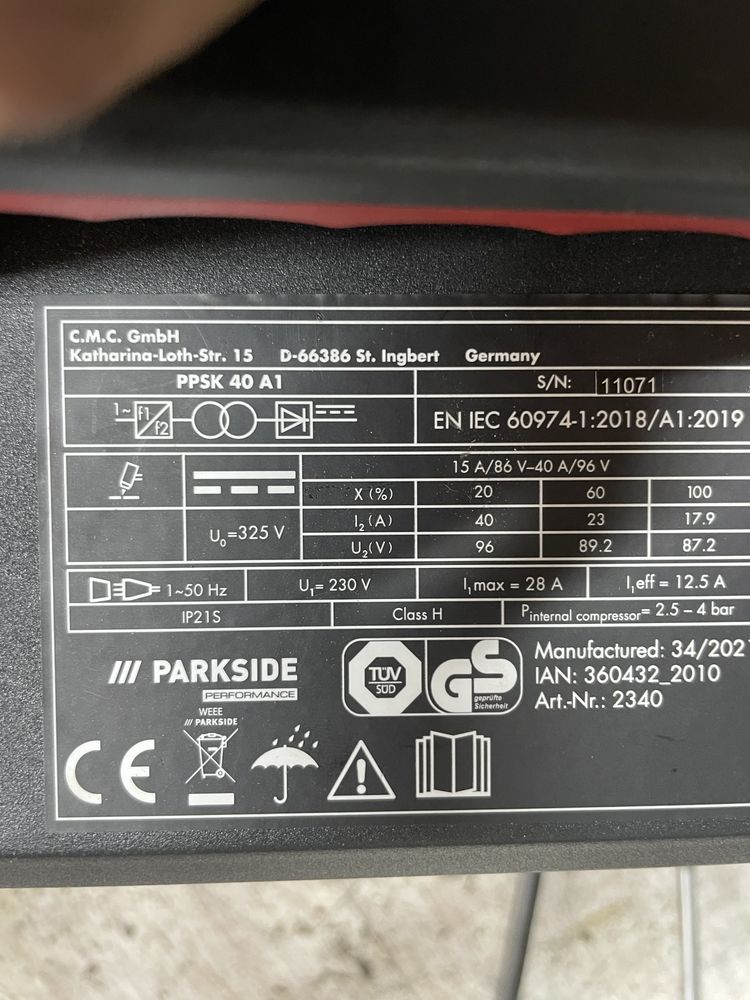 C.M.C. GmbH
Katharina-Loth-Str. 15 D-66386 St. Ingbert Germany
PPSK 40 A1 S/N: 11071
1~ f1 f2 EN IEC 60974-1:2018/A1:2019
15 A/86 V–40 A/96 V
X (%) 20 60 100
U₀=325 V I₂ (A) 40 23 17.9
U₂(V) 96 89.2 87.2
1~50 Hz U₁= 230 V I₁max = 28 A I₁eff = 12.5 A
IP21S Class H Pinternal compressor= 2.5 – 4 bar
/// PARKSIDE
PERFORMANCE
WEEE
/// PARKSIDE
TÜV
SÜD
GS
geprüfte
Sicherheit
Manufactured: 34/202
IAN: 360432_2010
Art.-Nr.: 2340
CE